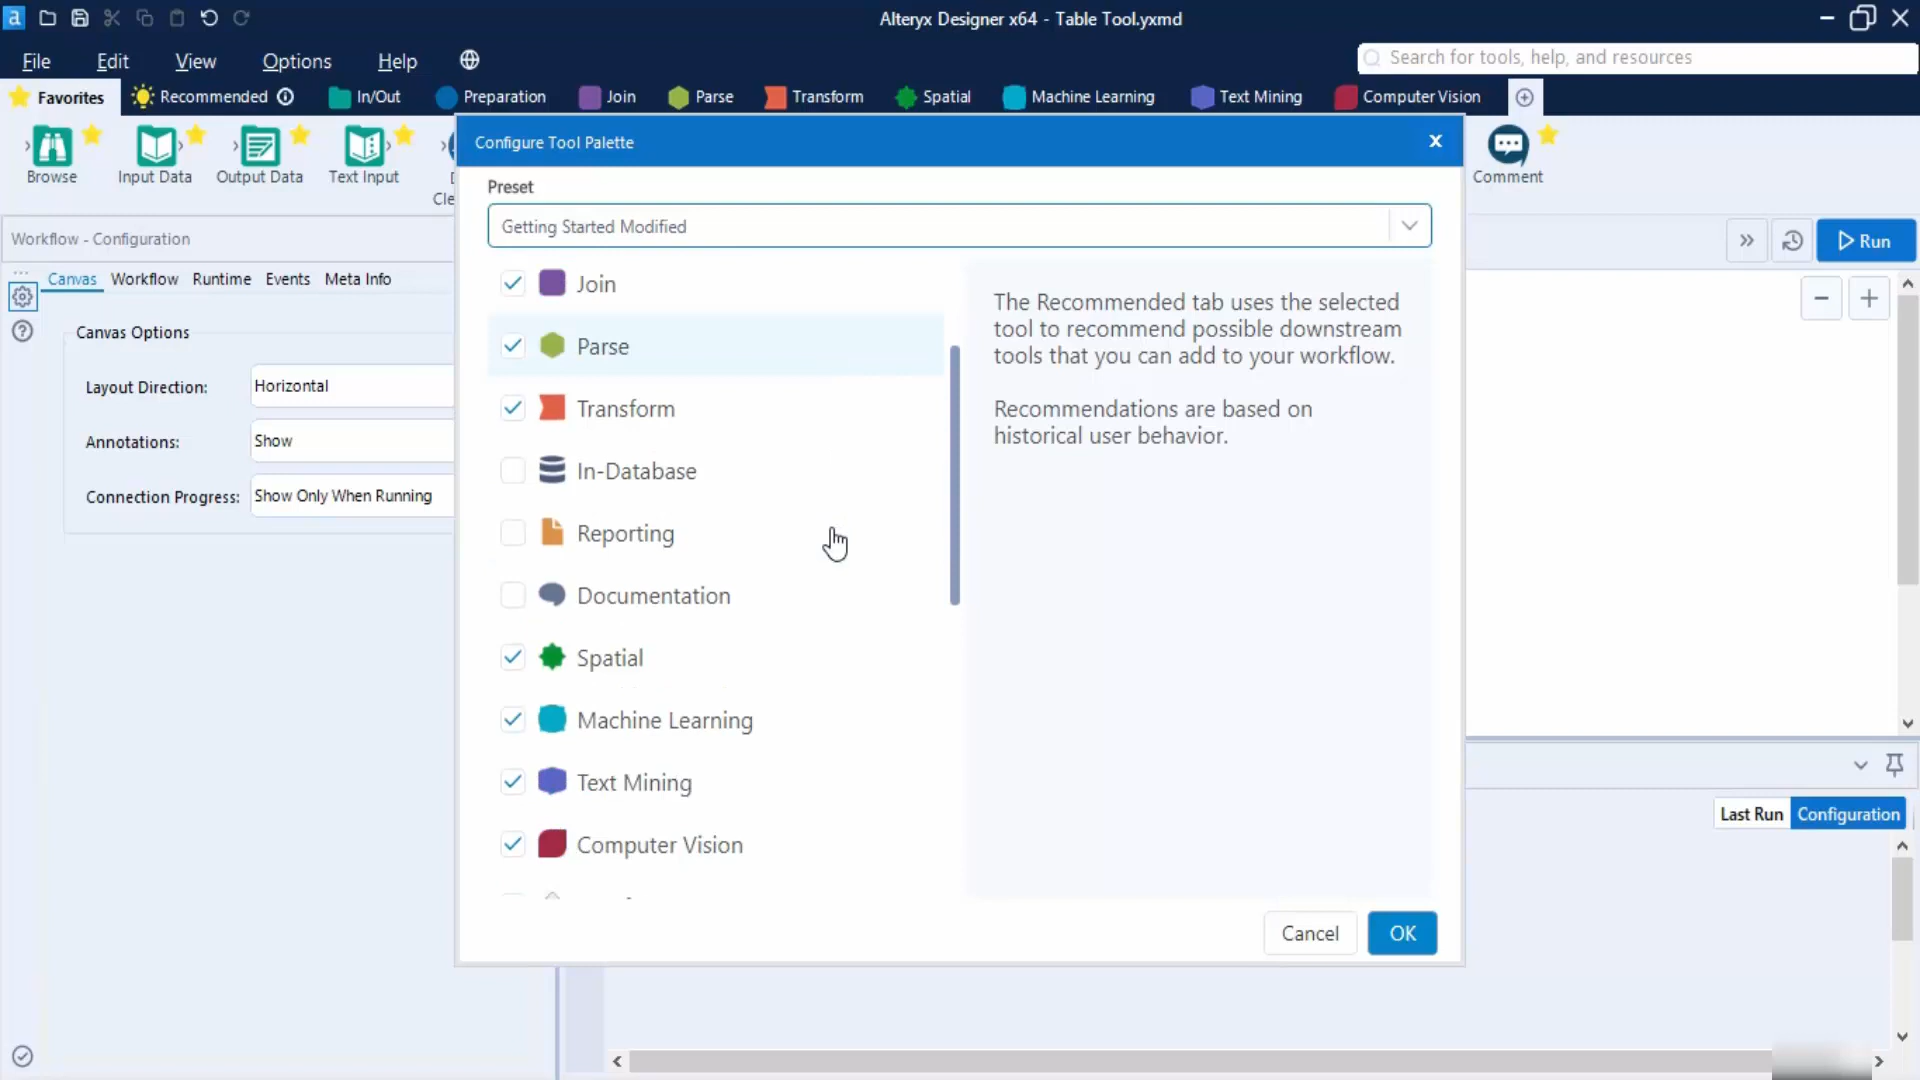 a
Alteryx Designer x64 - Table Tool.yxmd
File Edit View Options Help
Search for tools, help, and resources
Favorites Recommended In/Out Preparation Join Parse Transform Spatial Machine Learning Text Mining Computer Vision
Browse Input Data Output Data Text Input
Cle
Comment
Configure Tool Palette
Preset
Getting Started Modified
Workflow - Configuration
Run
Canvas Workflow Runtime Events Meta Info
Canvas Options
Layout Direction: Horizontal
Annotations: Show
Connection Progress: Show Only When Running
Join
Parse
Transform
In-Database
Reporting
Documentation
Spatial
Machine Learning
Text Mining
Computer Vision
The Recommended tab uses the selected
tool to recommend possible downstream
tools that you can add to your workflow.
Recommendations are based on
historical user behavior.
Last Run Configuration
Cancel OK